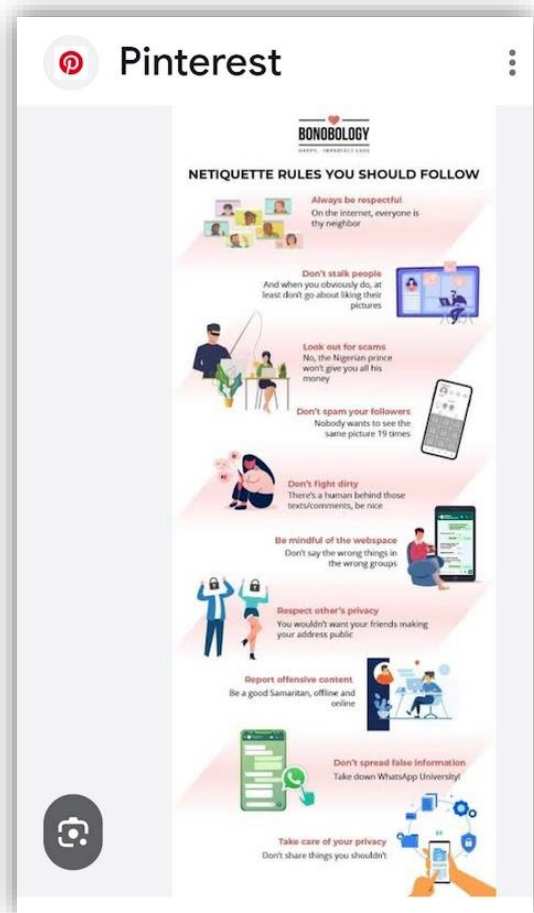 Pinterest
BONOBOLOGY
HAPPY, IMPERFECT LOVE
NETIQUETTE RULES YOU SHOULD FOLLOW
Always be respectful
On the internet, everyone is
thy neighbor
Don't stalk people
And when you obviously do, at
least don't go about liking their
pictures
Look out for scams
No, the Nigerian prince
won't give you all his
money
Don't spam your followers
Nobody wants to see the
same picture 19 times
Don't fight dirty
There's a human behind those
texts/comments, be nice
Be mindful of the webspace
Don't say the wrong things in
the wrong groups
Respect other's privacy
You wouldn't want your friends making
your address public
Report offensive content
Be a good Samaritan, offline and
online
Don't spread false information
Take down WhatsApp University!
Take care of your privacy
Don't share things you shouldn't